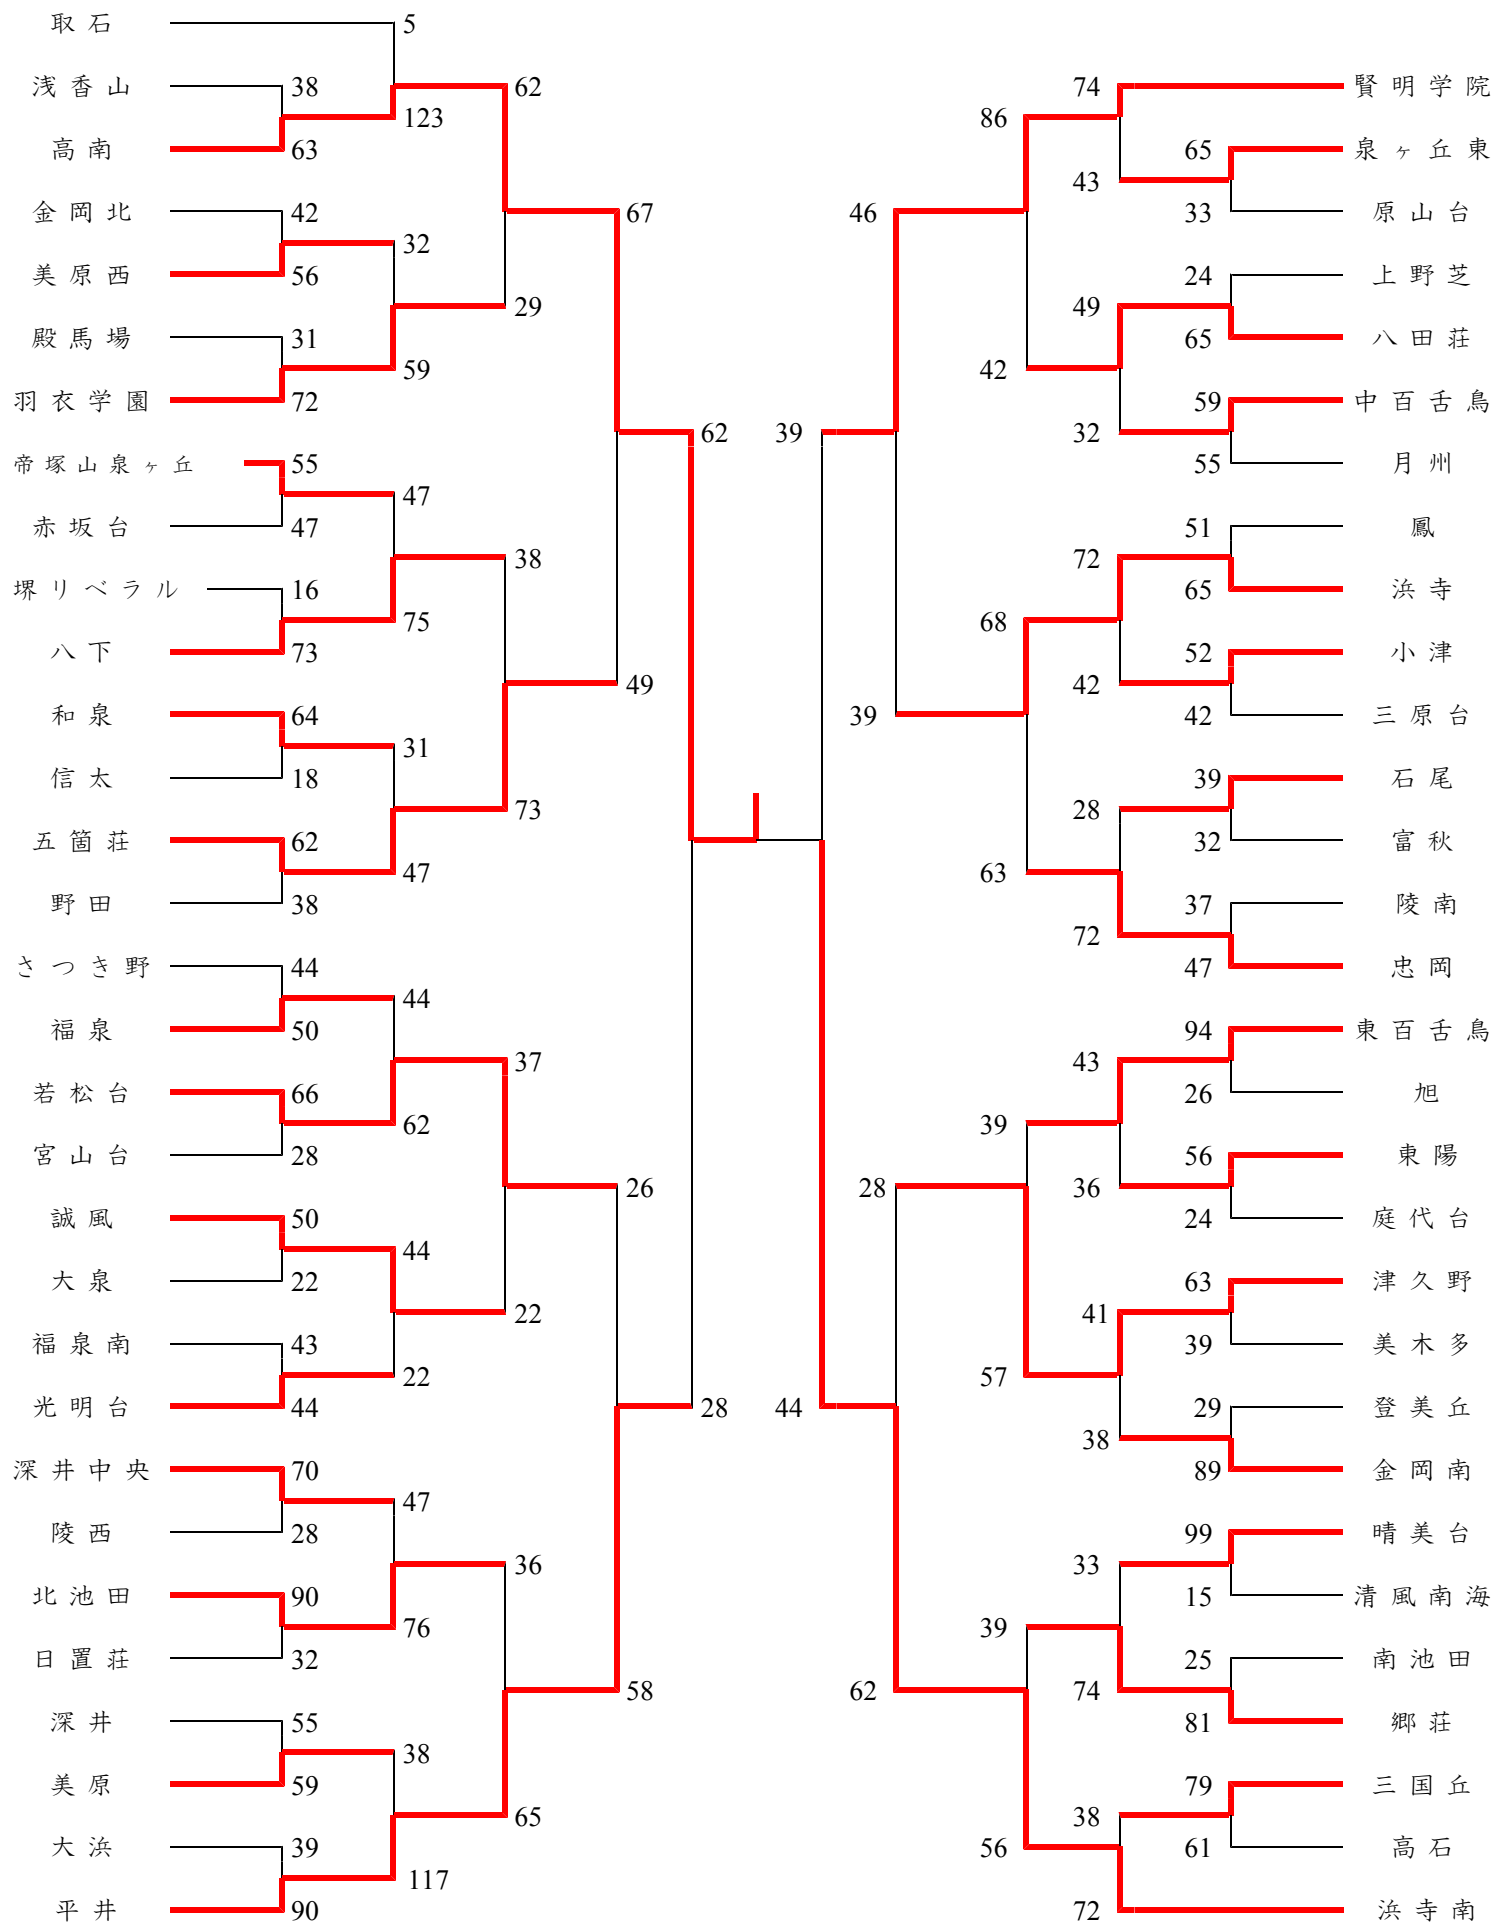 取石 5
浅香山 38 62
123
高南 63
金岡北 42 67
32
美原西 56
29
殿馬場 31
59
羽衣学園 72
62
帝塚山泉ヶ丘 55
47
赤坂台 47
38
堺リベラル 16
75
八下 73
49
和泉 64
31
信太 18
73
五箇荘 62
47
野田 38
さつき野 44
44
福泉 50
37
若松台 66
62
宮山台 28
26
誠風 50
44
大泉 22
22
福泉南 43
22
光明台 44 28
深井中央 70
47
陵西 28
36
北池田 90
76
日置荘 32
58
深井 55
38
美原 59
65
大浜 39
117
平井 90
74 賢明学院
86
65 泉ヶ丘東
43
46 33 原山台
24 上野芝
49
65 八田荘
42
59 中百舌鳥
39 32
55 月州
51 鳳
72
65 浜寺
68
52 小津
42
39 42 三原台
39 石尾
28
32 富秋
63
37 陵南
72
47 忠岡
94 東百舌鳥
43
26 旭
39
56 東陽
28 36
24 庭代台
63 津久野
41
39 美木多
57
44 29 登美丘
38
89 金岡南
99 晴美台
33
15 清風南海
39
25 南池田
62 74
81 郷荘
79 三国丘
38
56 61 高石
72 浜寺南